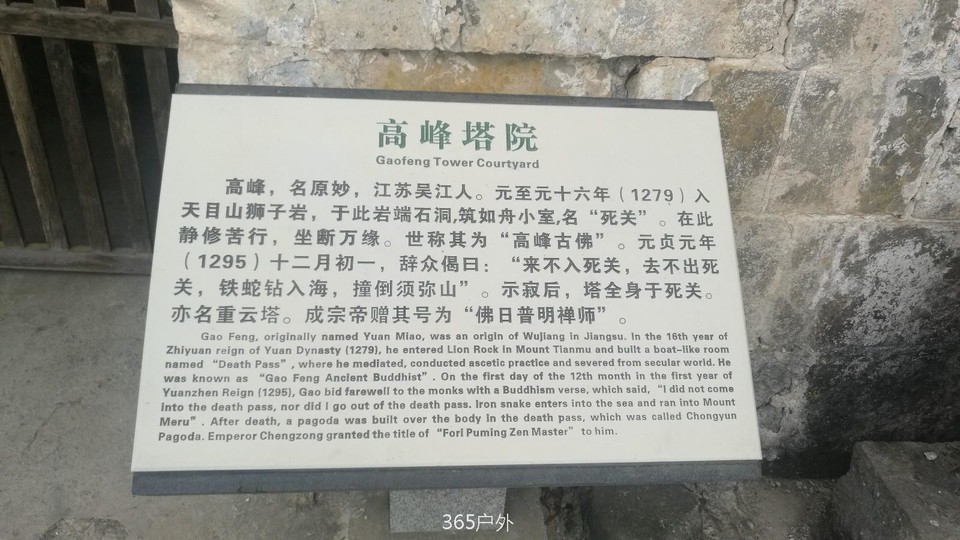 高峰塔院
Gaofeng Tower Courtyard
高峰，名原妙，江苏吴江人。元至元十六年（1279）入
天目山狮子岩，于此岩端石洞,筑如舟小室,名“死关”。在此
静修苦行，坐断万缘。世称其为“高峰古佛”。元贞元年
（1295）十二月初一，辞众偈曰：“来不入死关，去不出死
关，铁蛇钻入海，撞倒须弥山”。示寂后，塔全身于死关。
亦名重云塔。成宗帝赠其号为“佛日普明禅师”。
Gao Feng, originally named Yuan Miao, was an origin of Wujiang in Jiangsu. In the 16th year of
Zhiyuan reign of Yuan Dynasty (1279), he entered Lion Rock in Mount Tianmu and built a boat-like room
named “Death Pass”, where he mediated, conducted ascetic practice and severed from secular world. He
was known as “Gao Feng Ancient Buddhist”. On the first day of the 12th month in the first year of
Yuanzhen Reign (1295), Gao bid farewell to the monks with a Buddhism verse, which said, “I did not come
into the death pass, nor did I go out of the death pass. Iron snake enters into the sea and ran into Mount
Meru”. After death, a pagoda was built over the body in the death pass, which was called Chongyun
Pagoda. Emperor Chengzong granted the title of “Fori Puming Zen Master” to him.
365户外